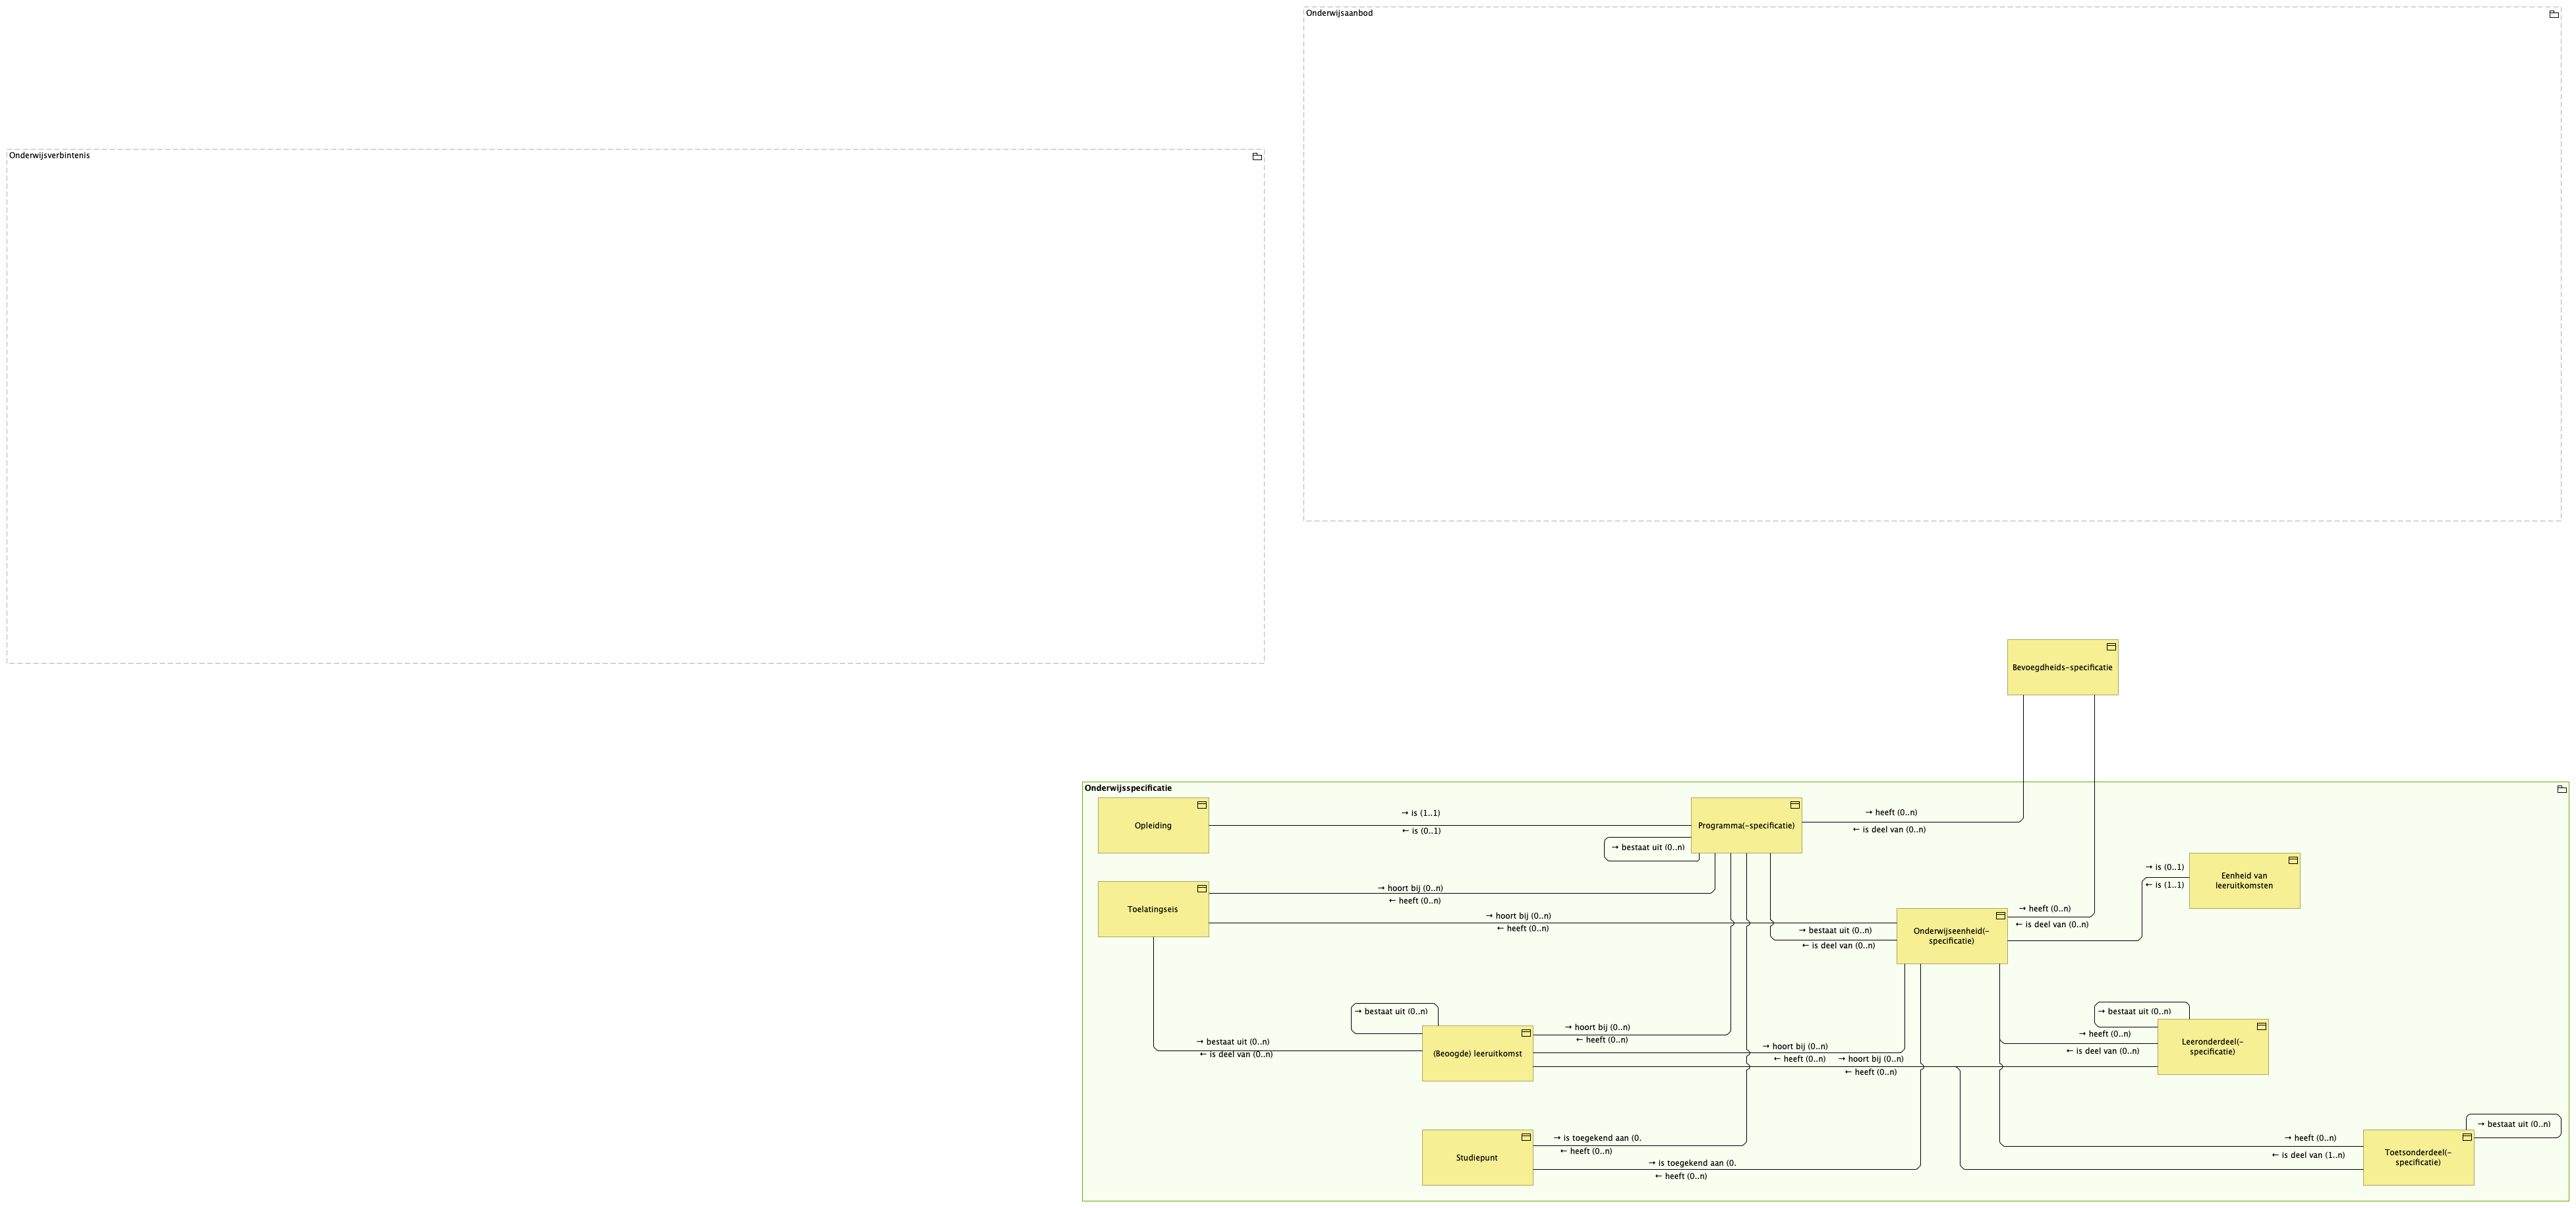 Onderwijsaanbod
Onderwijsverbintenis
Bevoegdheids-specificatie
Onderwijsspecificatie
Opleiding
→ is (1..1)
← is (0..1)
Programma(-specificatie)
→ heeft (0..n)
← is deel van (0..n)
→ bestaat uit (0..n)
Eenheid van
leeruitkomsten
→ is (0..1)
← is (1..1)
Toelatingseis
→ hoort bij (0..n)
← heeft (0..n)
→ hoort bij (0..n)
← heeft (0..n)
→ bestaat uit (0..n)
← is deel van (0..n)
Onderwijseenheid(-
specificatie)
→ heeft (0..n)
← is deel van (0..n)
→ bestaat uit (0..n)
→ bestaat uit (0..n)
→ bestaat uit (0..n)
← is deel van (0..n)
(Beoogde) leeruitkomst
→ hoort bij (0..n)
← heeft (0..n)
→ hoort bij (0..n)
← heeft (0..n)
→ hoort bij (0..n)
← heeft (0..n)
→ heeft (0..n)
← is deel van (0..n)
Leeronderdeel(-
specificatie)
Studiepunt
→ is toegekend aan (0.
← heeft (0..n)
→ is toegekend aan (0.
← heeft (0..n)
→ heeft (0..n)
← is deel van (1..n)
Toetsonderdeel(-
specificatie)
→ bestaat uit (0..n)